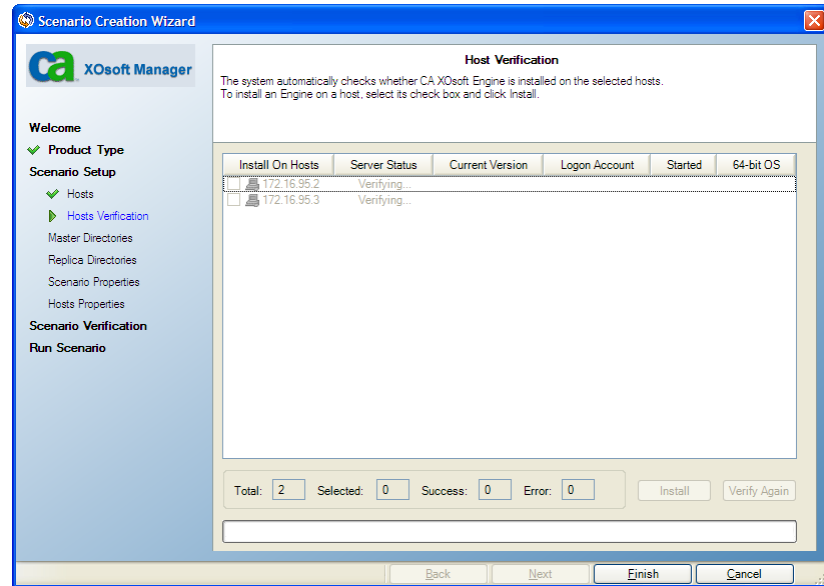 Scenario Creation Wizard
ca XOsoft Manager
Welcome
Product Type
Scenario Setup
Hosts
Hosts Verification
Master Directories
Replica Directories
Scenario Properties
Hosts Properties
Scenario Verification
Run Scenario
Host Verification
The system automatically checks whether CA XOsoft Engine is installed on the selected hosts.
To install an Engine on a host, select its check box and click Install.
Install On Hosts Server Status Current Version Logon Account Started 64-bit OS
172.16.95.2 Verifying...
172.16.95.3 Verifying...
Total: 2 Selected: 0 Success: 0 Error: 0 Install Verify Again
Back Next Finish Cancel